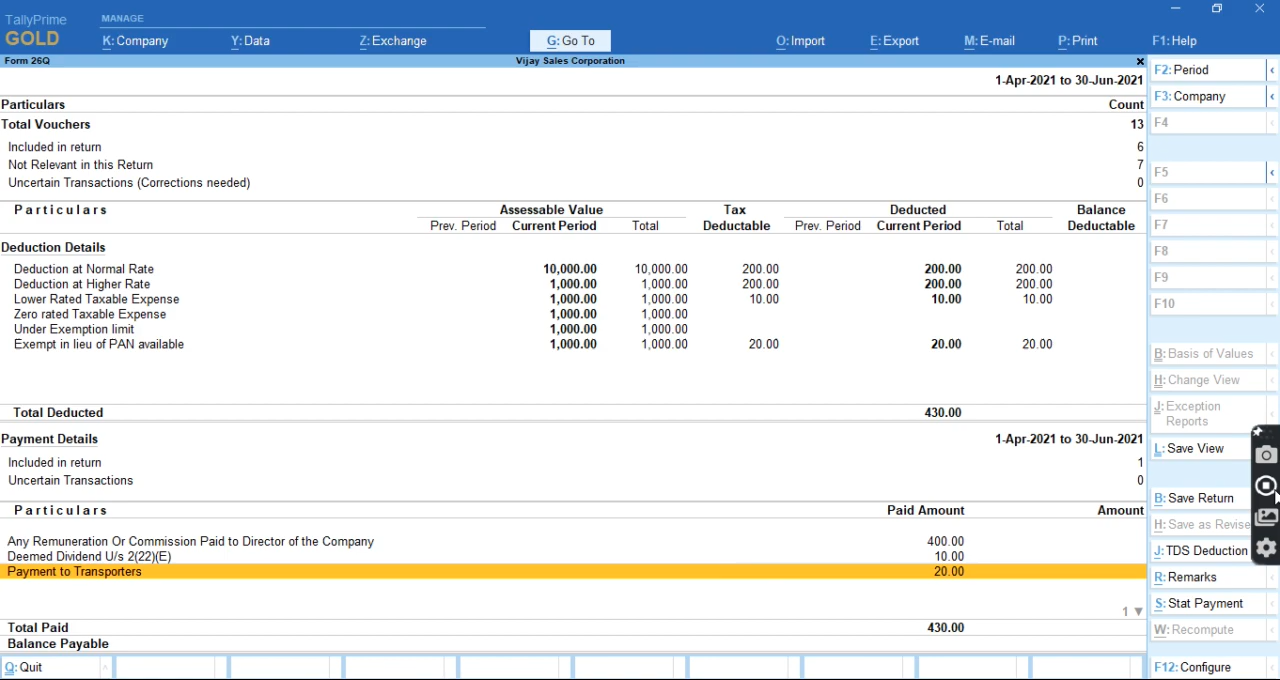 TallyPrime MANAGE
GOLD K: Company Y: Data Z: Exchange G: Go To O: Import E: Export M: E-mail P: Print F1: Help
Form 26Q Vijay Sales Corporation
1-Apr-2021 to 30-Jun-2021
Particulars Count
Total Vouchers 13
Included in return 6
Not Relevant in this Return 7
Uncertain Transactions (Corrections needed) 0
Particulars Assessable Value Tax Deducted Balance
Prev. Period Current Period Total Deductable Prev. Period Current Period Total Deductable
Deduction Details
Deduction at Normal Rate 10,000.00 10,000.00 200.00 200.00 200.00
Deduction at Higher Rate 1,000.00 1,000.00 200.00 200.00 200.00
Lower Rated Taxable Expense 1,000.00 1,000.00 10.00 10.00 10.00
Zero rated Taxable Expense 1,000.00 1,000.00
Under Exemption limit 1,000.00 1,000.00
Exempt in lieu of PAN available 1,000.00 1,000.00 20.00 20.00 20.00
Total Deducted 430.00
Payment Details 1-Apr-2021 to 30-Jun-2021
Included in return 1
Uncertain Transactions 0
Particulars Paid Amount Amount
Any Remuneration Or Commission Paid to Director of the Company 400.00
Deemed Dividend U/s 2(22)(E) 10.00
Payment to Transporters 20.00
1 ▼
Total Paid 430.00
Balance Payable
Q: Quit
F2: Period
F3: Company
F4
F5
F6
F7
F8
F9
F10
B: Basis of Values
H: Change View
J: Exception
Reports
L: Save View
B: Save Return
H: Save as Revise
J: TDS Deduction
R: Remarks
S: Stat Payment
W: Recompute
F12: Configure